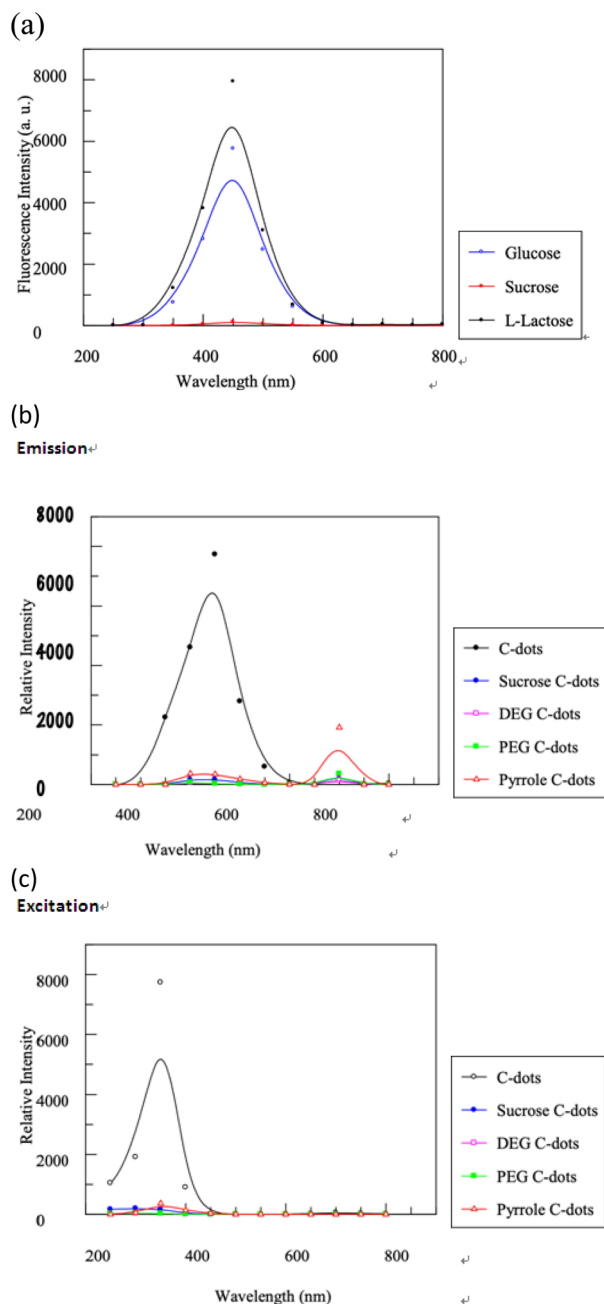 (a)
8000
6000
4000
2000
0
Fluorescence Intensity (a. u.)
200 400 600 800↵
Wavelength (nm) ↵
Glucose
Sucrose
L-Lactose
↵
(b)
Emission↵
8000
6000
4000
2000
0
Relative Intensity
200 400 600 800 ↵
Wavelength (nm) ↵
C-dots
Sucrose C-dots
DEG C-dots
PEG C-dots
Pyrrole C-dots
(c)
Excitation↵
8000
6000
4000
2000
0
Relative Intensity
200 400 600 800 ↵
Wavelength (nm) ↵
C-dots
Sucrose C-dots
DEG C-dots
PEG C-dots
Pyrrole C-dots